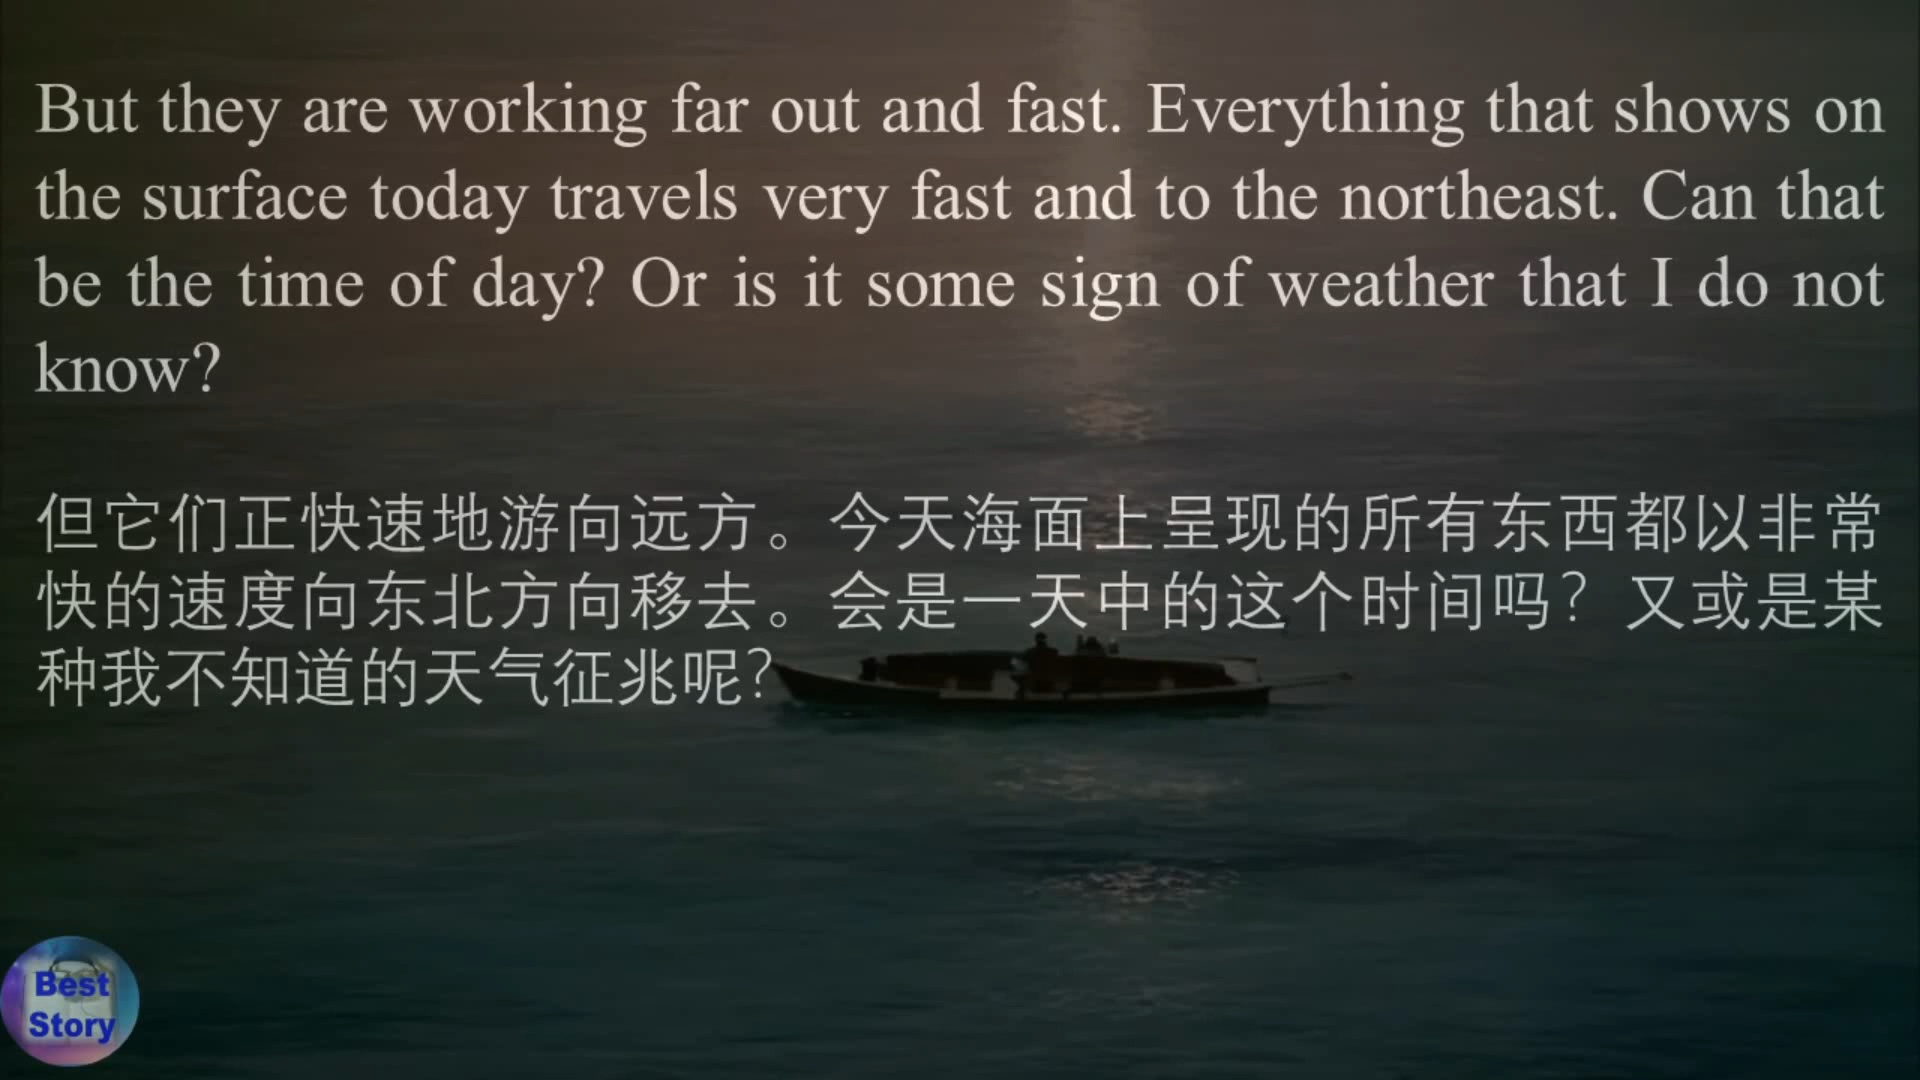 But they are working far out and fast. Everything that shows on
the surface today travels very fast and to the northeast. Can that
be the time of day? Or is it some sign of weather that I do not
know?
但它们正快速地游向远方。今天海面上呈现的所有东西都以非常
快的速度向东北方向移去。会是一天中的这个时间吗？又或是某
种我不知道的天气征兆呢？
Best
Story